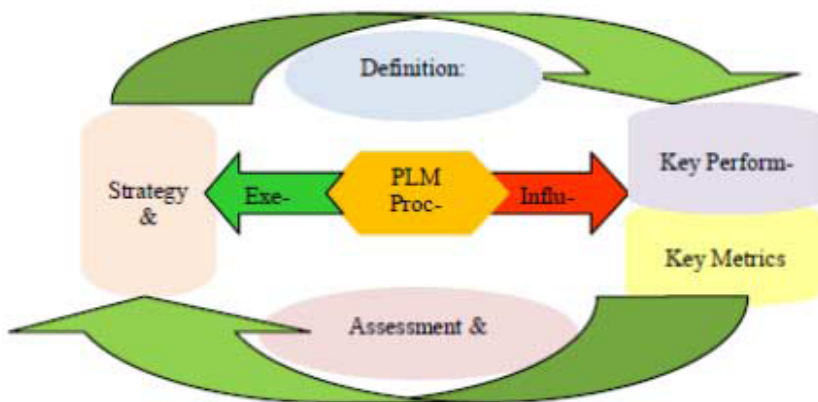 Definition:
Strategy
&
Exe-
PLM
Proc-
Influ-
Key Perform-
Key Metrics
Assessment &